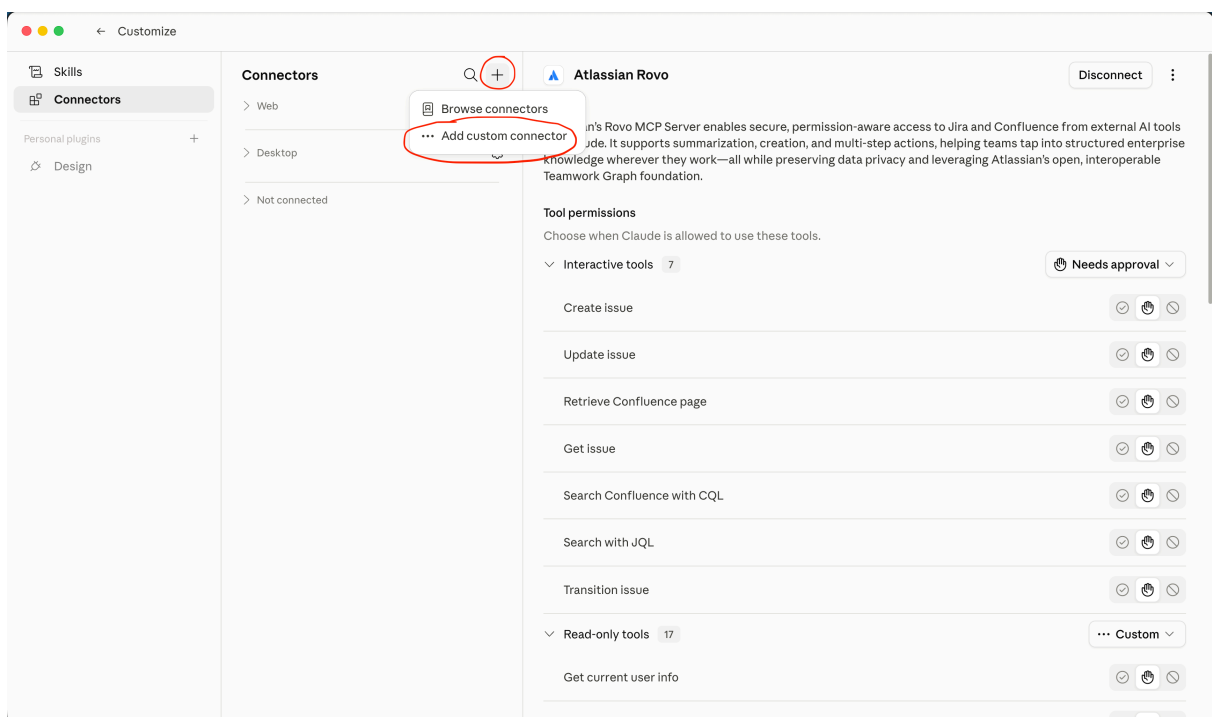 ← Customize
Skills
Connectors
Personal plugins +
Design
Connectors
Web
Desktop
Not connected
Browse connectors
Add custom connector
Atlassian Rovo
Disconnect
n's Rovo MCP Server enables secure, permission-aware access to Jira and Confluence from external AI tools
ude. It supports summarization, creation, and multi-step actions, helping teams tap into structured enterprise
knowledge wherever they work—all while preserving data privacy and leveraging Atlassian's open, interoperable
Teamwork Graph foundation.
Tool permissions
Choose when Claude is allowed to use these tools.
Interactive tools 7 Needs approval
Create issue
Update issue
Retrieve Confluence page
Get issue
Search Confluence with CQL
Search with JQL
Transition issue
Read-only tools 17 Custom
Get current user info